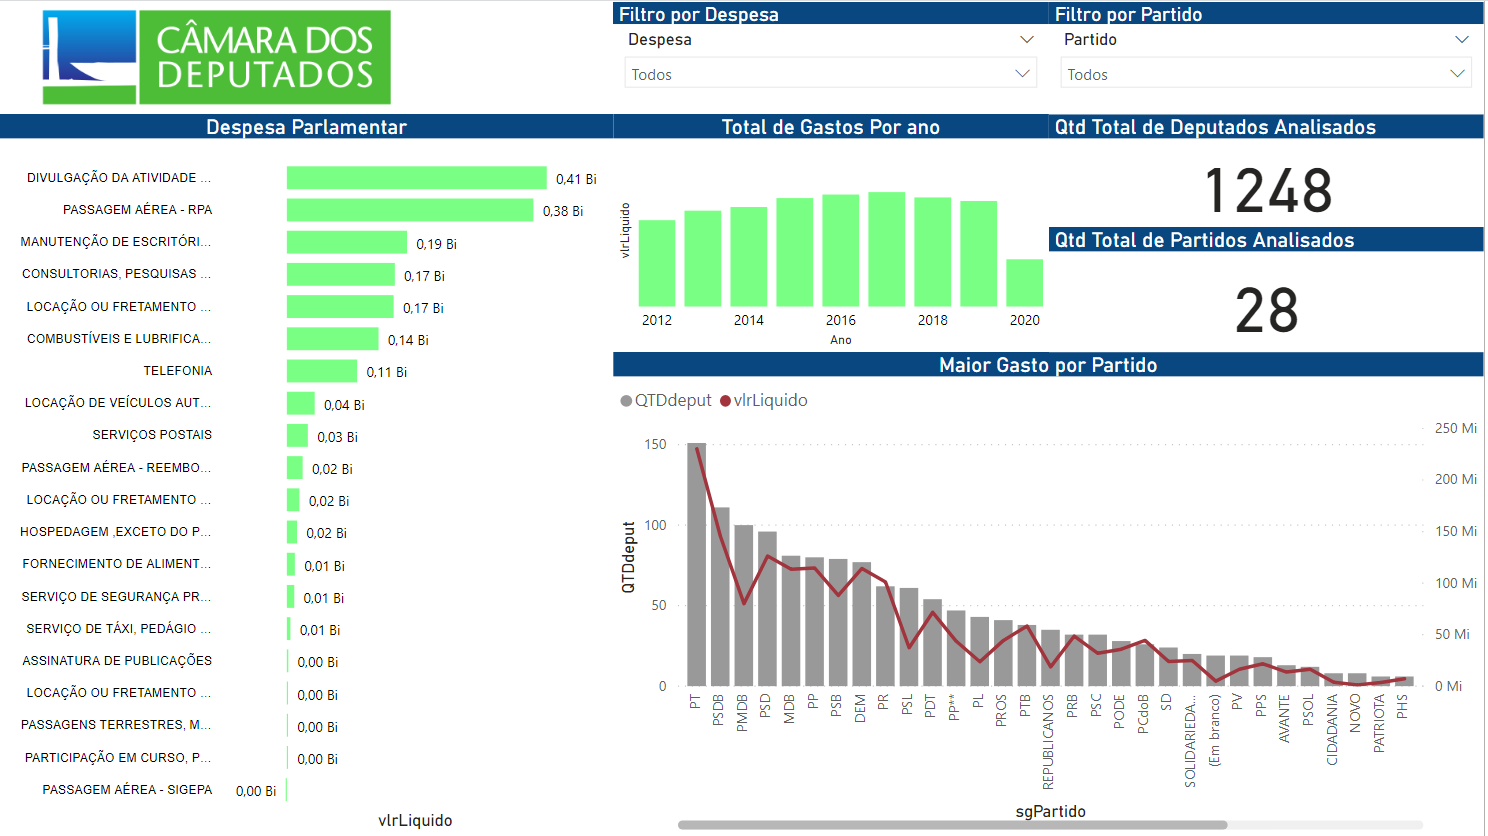 CÂMARA DOS
DEPUTADOS
Filtro por Despesa
Despesa
Todos
Filtro por Partido
Partido
Todos
Despesa Parlamentar
DIVULGAÇÃO DA ATIVIDADE ... 0,41 Bi
PASSAGEM AÉREA - RPA 0,38 Bi
MANUTENÇÃO DE ESCRITÓRI... 0,19 Bi
CONSULTORIAS, PESQUISAS ... 0,17 Bi
LOCAÇÃO OU FRETAMENTO ... 0,17 Bi
COMBUSTÍVEIS E LUBRIFICA... 0,14 Bi
TELEFONIA 0,11 Bi
LOCAÇÃO DE VEÍCULOS AUT... 0,04 Bi
SERVIÇOS POSTAIS 0,03 Bi
PASSAGEM AÉREA - REEMBO... 0,02 Bi
LOCAÇÃO OU FRETAMENTO ... 0,02 Bi
HOSPEDAGEM ,EXCETO DO P... 0,02 Bi
FORNECIMENTO DE ALIMENT... 0,01 Bi
SERVIÇO DE SEGURANÇA PR... 0,01 Bi
SERVIÇO DE TÁXI, PEDÁGIO ... 0,01 Bi
ASSINATURA DE PUBLICAÇÕES 0,00 Bi
LOCAÇÃO OU FRETAMENTO ... 0,00 Bi
PASSAGENS TERRESTRES, M... 0,00 Bi
PARTICIPAÇÃO EM CURSO, P... 0,00 Bi
PASSAGEM AÉREA - SIGEPA 0,00 Bi
vlrLiquido
Total de Gastos Por ano
vlrLiquido
2012 2014 2016 2018 2020
Ano
Qtd Total de Deputados Analisados
1248
Qtd Total de Partidos Analisados
28
Maior Gasto por Partido
QTDdeput vlrLiquido
QTDdeput
150
100
50
0
250 Mi
200 Mi
150 Mi
100 Mi
50 Mi
0 Mi
PT
PSDB
PMDB
PSD
MDB
PP
PSB
DEM
PR
PSL
PDT
PP**
PL
PROS
PTB
REPUBLICANOS
PRB
PSC
PODE
PCdoB
SD
SOLIDARIEDA...
(Em branco)
PV
PPS
AVANTE
PSOL
CIDADANIA
NOVO
PATRIOTA
PHS
sgPartido